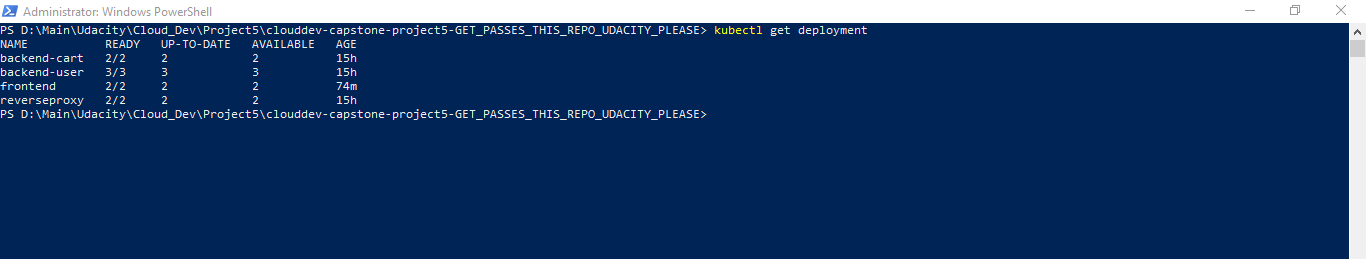 Administrator: Windows PowerShell
PS D:\Main\Udacity\Cloud_Dev\Project5\clouddev-capstone-project5-GET_PASSES_THIS_REPO_UDACITY_PLEASE> kubectl get deployment
NAME           READY   UP-TO-DATE   AVAILABLE   AGE
backend-cart   2/2     2            2           15h
backend-user   3/3     3            3           15h
frontend       2/2     2            2           74m
reverseproxy   2/2     2            2           15h
PS D:\Main\Udacity\Cloud_Dev\Project5\clouddev-capstone-project5-GET_PASSES_THIS_REPO_UDACITY_PLEASE>